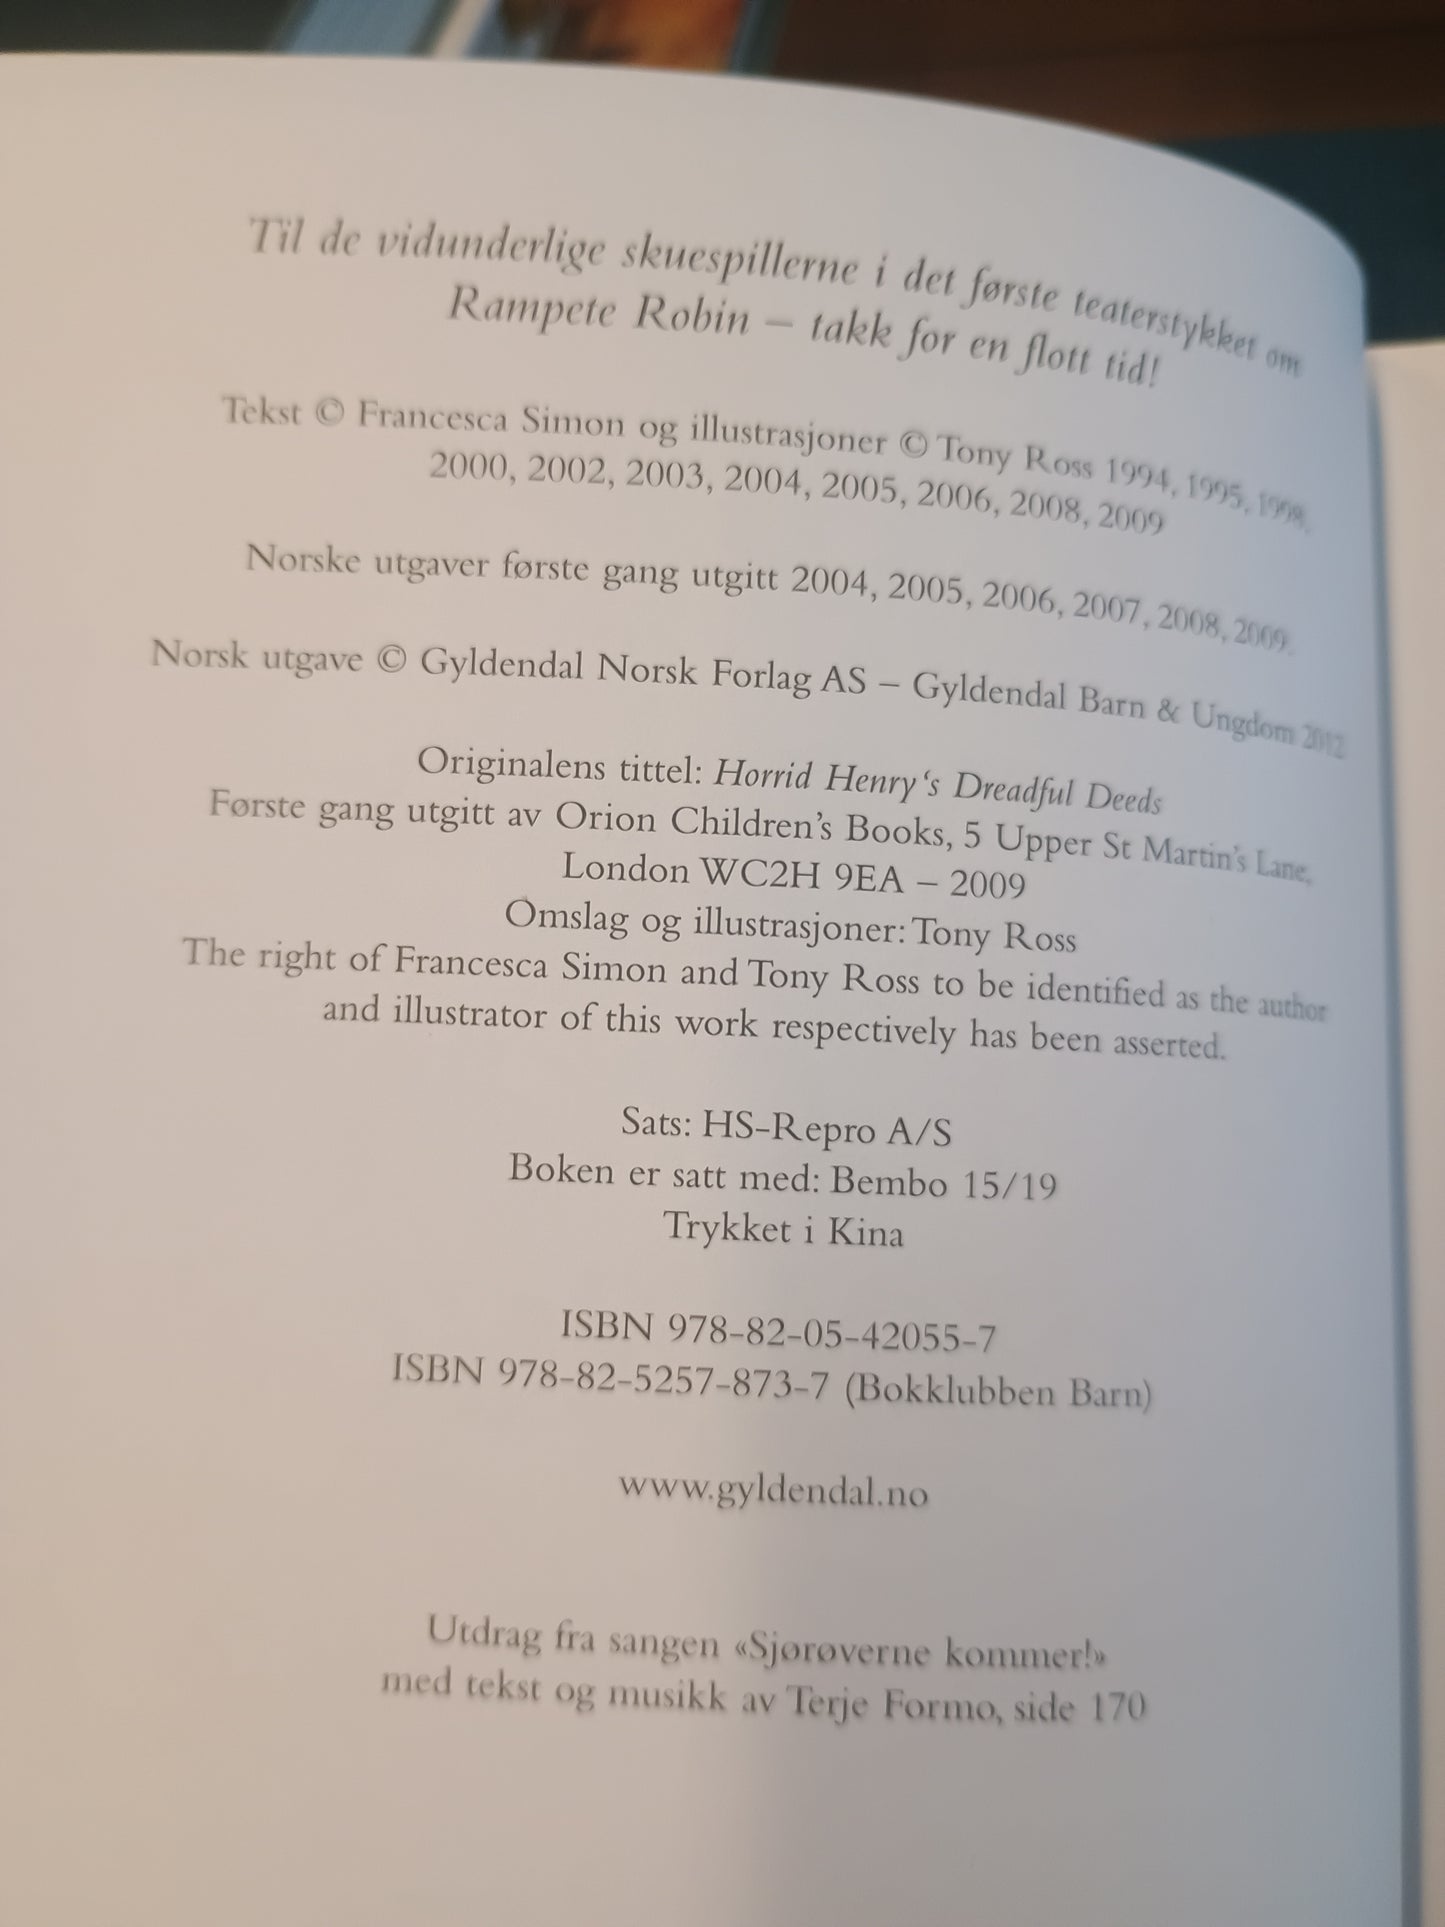 Til de vidunderlige skuespillerne i det første teaterstykket om
Rampete Robin – takk for en flott tid!
Tekst © Francesca Simon og illustrasjoner © Tony Ross 1994, 1995, 1998,
2000, 2002, 2003, 2004, 2005, 2006, 2008, 2009
Norske utgaver første gang utgitt 2004, 2005, 2006, 2007, 2008, 2009.
Norsk utgave © Gyldendal Norsk Forlag AS – Gyldendal Barn & Ungdom 2012
Originalens tittel: Horrid Henry‘s Dreadful Deeds
Første gang utgitt av Orion Children’s Books, 5 Upper St Martin’s Lane,
London WC2H 9EA – 2009
Omslag og illustrasjoner: Tony Ross
The right of Francesca Simon and Tony Ross to be identified as the author
and illustrator of this work respectively has been asserted.
Sats: HS-Repro A/S
Boken er satt med: Bembo 15/19
Trykket i Kina
ISBN 978-82-05-42055-7
ISBN 978-82-5257-873-7 (Bokklubben Barn)
www.gyldendal.no
Utdrag fra sangen «Sjørøverne kommer!»
med tekst og musikk av Terje Formo, side 170